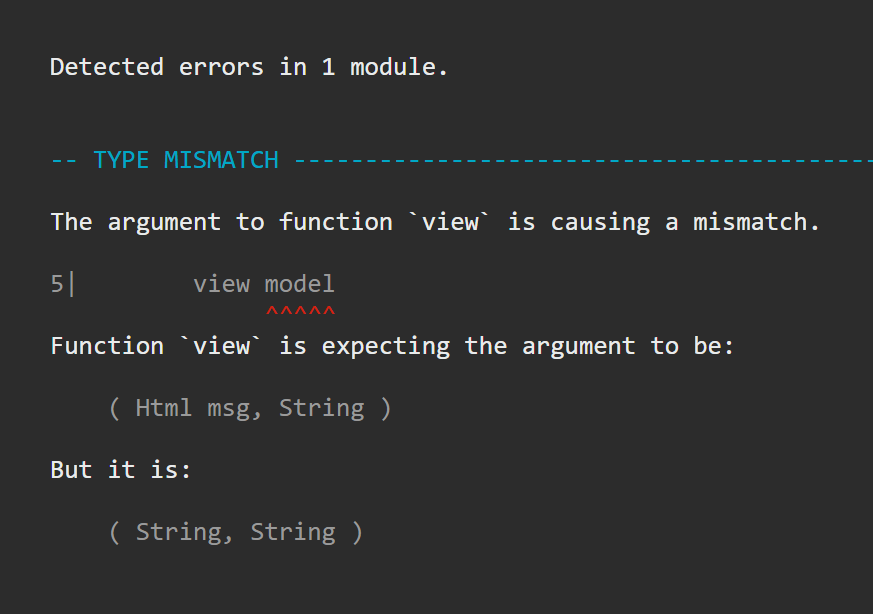 Detected errors in 1 module.
-- TYPE MISMATCH -----------------------------------------
The argument to function `view` is causing a mismatch.
5|        view model
               ^^^^^
Function `view` is expecting the argument to be:
    ( Html msg, String )
But it is:
    ( String, String )